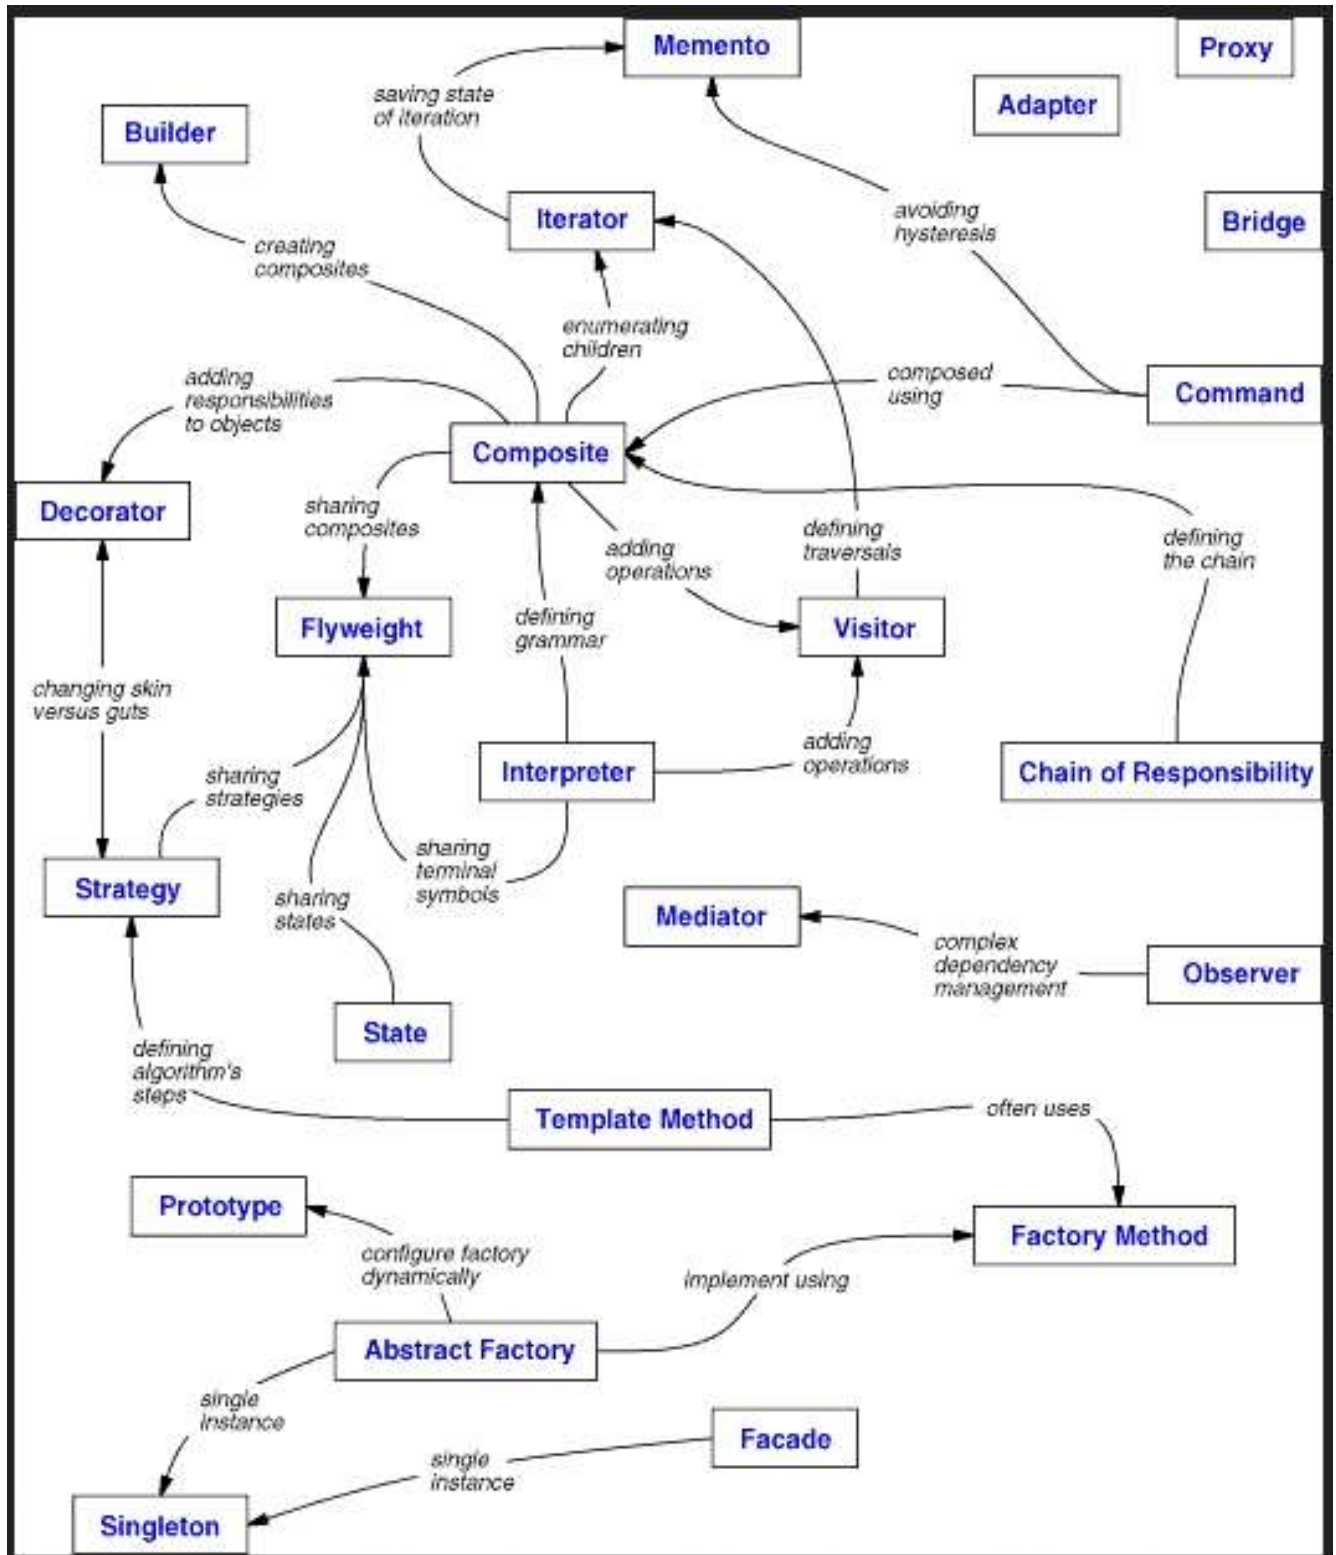 Memento
Proxy
saving state
of iteration
Adapter
Builder
Iterator
avoiding
hysteresis
Bridge
creating
composites
enumerating
children
adding
responsibilities
to objects
composed
using
Command
Composite
Decorator
sharing
composites
adding
operations
defining
traversals
defining
the chain
Flyweight
defining
grammar
Visitor
changing skin
versus guts
sharing
strategies
Interpreter
adding
operations
Chain of Responsibility
sharing
terminal
symbols
Strategy
sharing
states
Mediator
complex
dependency
management
Observer
State
defining
algorithm's
steps
Template Method
often uses
Prototype
Factory Method
configure factory
dynamically
implement using
Abstract Factory
single
instance
Facade
single
instance
Singleton